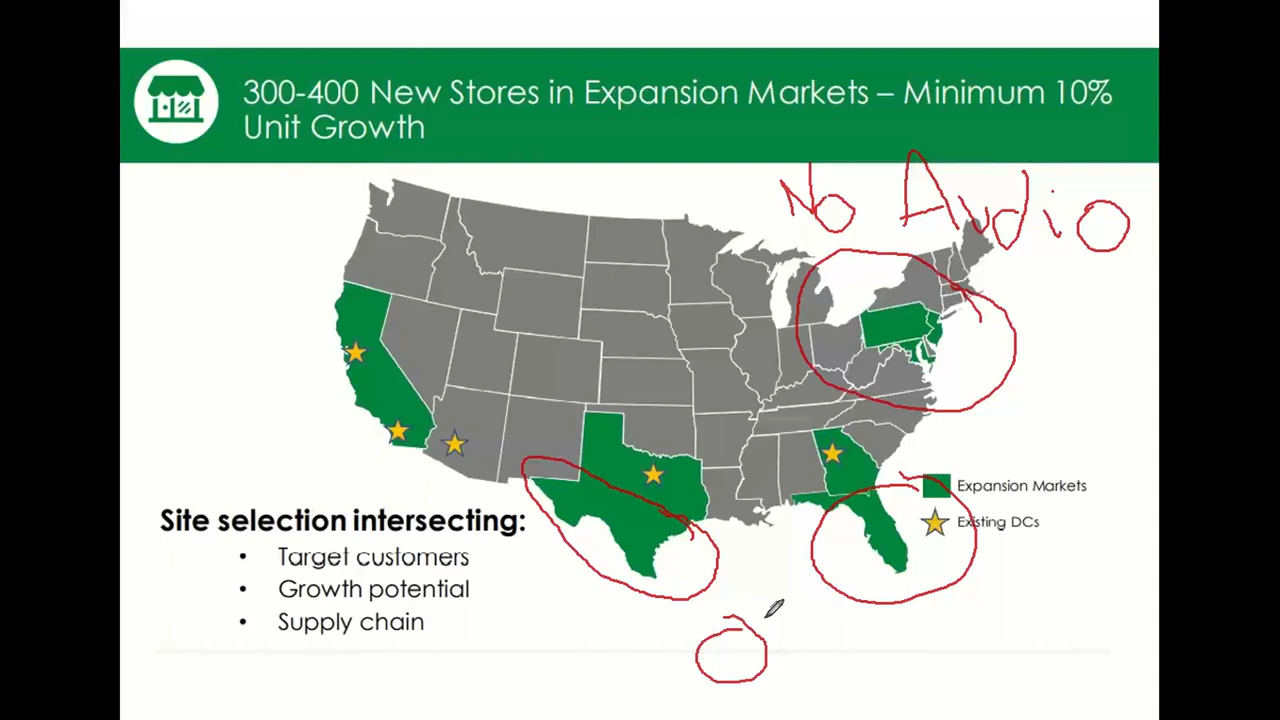 300-400 New Stores in Expansion Markets – Minimum 10%
Unit Growth
No Audio
Expansion Markets
Existing DCs
Site selection intersecting:
• Target customers
• Growth potential
• Supply chain